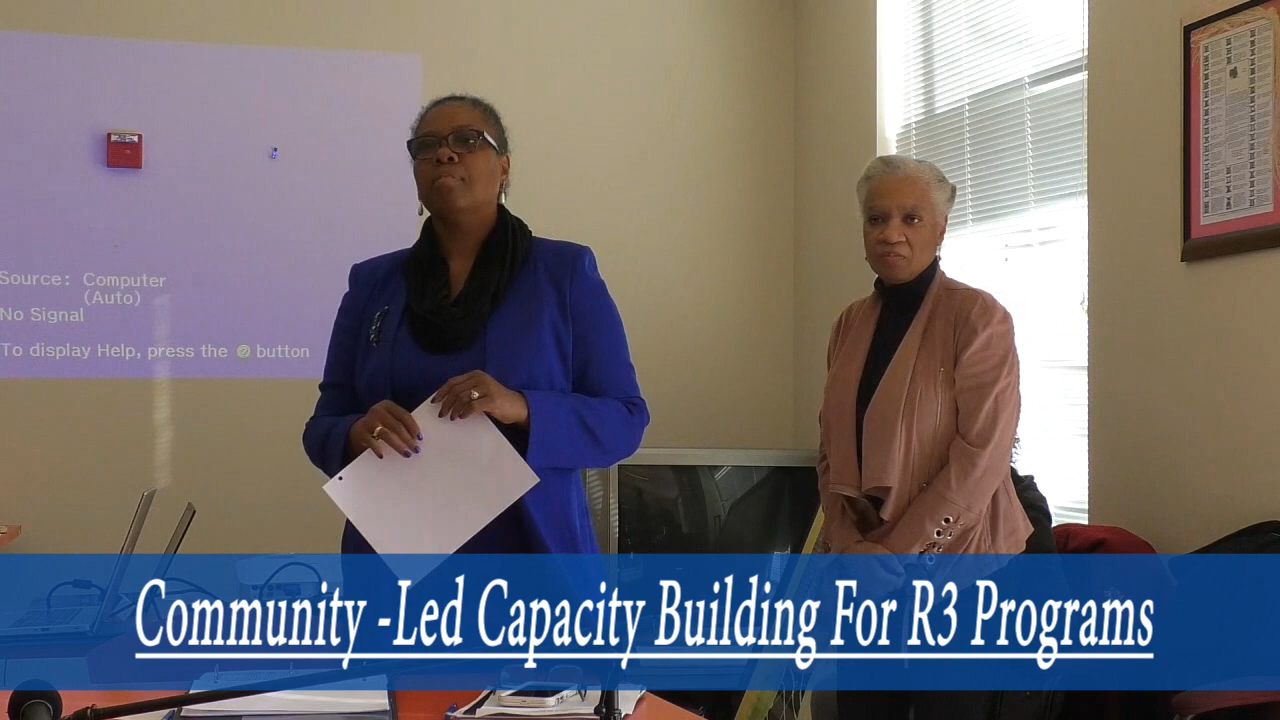 Source: Computer
(Auto)
No Signal
To display Help, press the button
Community -Led Capacity Building For R3 Programs